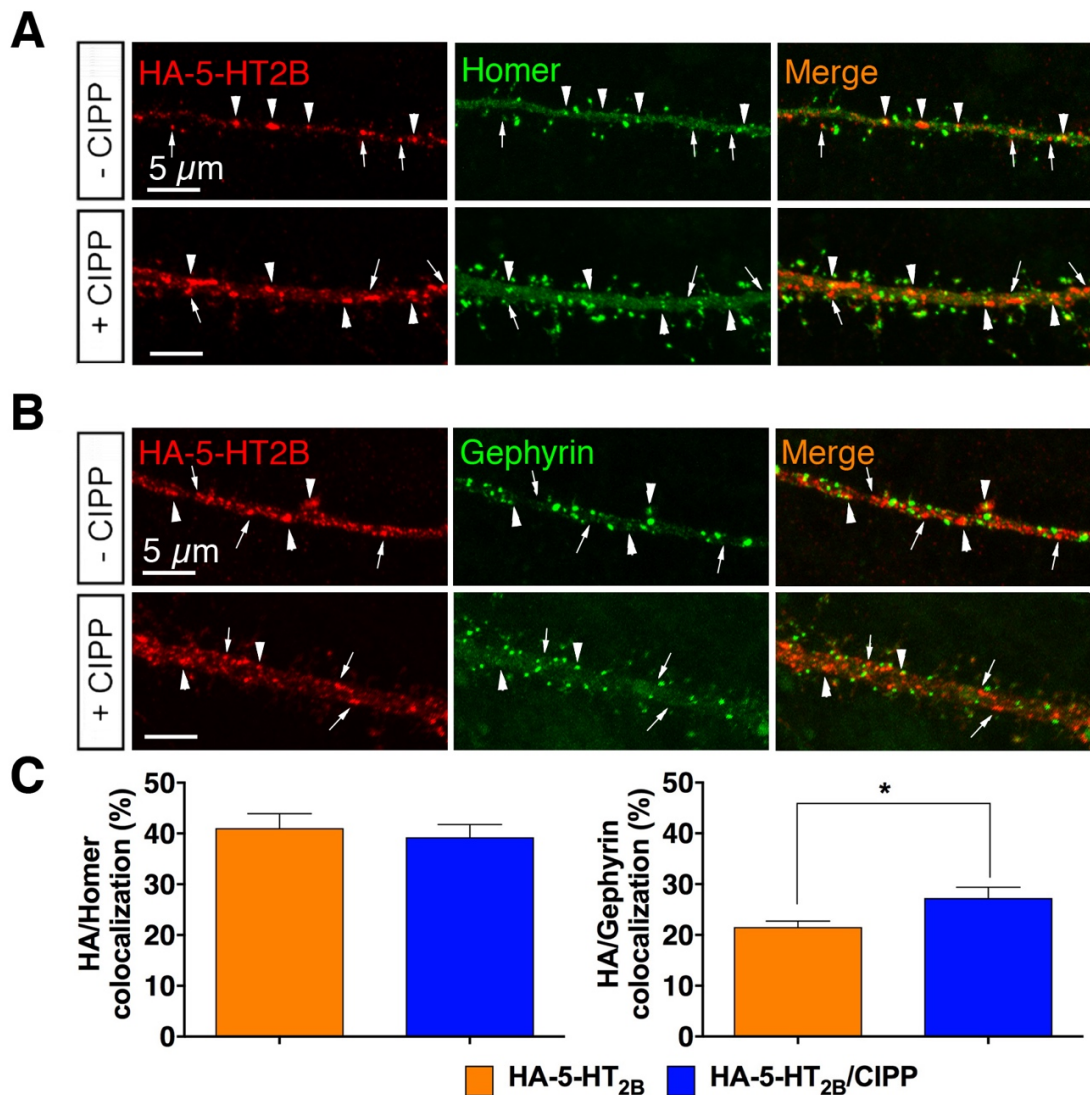 A
- CIPP
HA-5-HT2B
Homer
Merge
5 µm
+ CIPP
B
- CIPP
HA-5-HT2B
Gephyrin
Merge
5 µm
+ CIPP
C
HA/Homer
colocalization (%)
50
40
30
20
10
0
HA/Gephyrin
colocalization (%)
50
40
30
20
10
0
*
HA-5-HT2B
HA-5-HT2B/CIPP